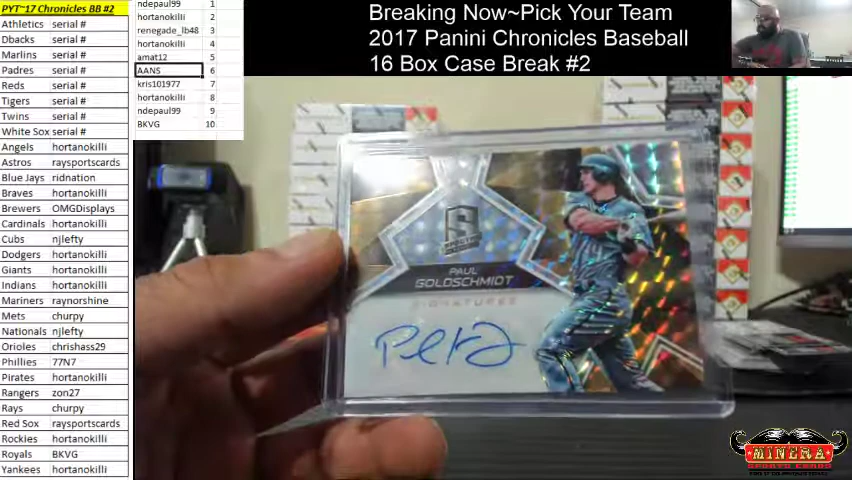 PYT~17 Chronicles BB #2
Athletics serial #
Dbacks serial #
Marlins serial #
Padres serial #
Reds serial #
Tigers serial #
Twins serial #
White Sox serial #
Angels hortanokilli
Astros raysportscards
Blue Jays ridnation
Braves hortanokilli
Brewers OMGDisplays
Cardinals hortanokilli
Cubs njlefty
Dodgers hortanokilli
Giants hortanokilli
Indians hortanokilli
Mariners raynorshine
Mets churpy
Nationals njlefty
Orioles chrishass29
Phillies 77N7
Pirates hortanokilli
Rangers zon27
Rays churpy
Red Sox raysportscards
Rockies hortanokilli
Royals BKVG
Yankees hortanokilli
ndepaul99 1
hortanokilli 2
renegade_lb48 3
hortanokilli 4
amat12 5
AANS 6
kris101977 7
hortanokilli 8
ndepaul99 9
BKVG 10
Breaking Now~Pick Your Team
2017 Panini Chronicles Baseball
16 Box Case Break #2
PAUL
GOLDSCHMIDT
SIGNATURES
MINERA
SPORTS CARDS